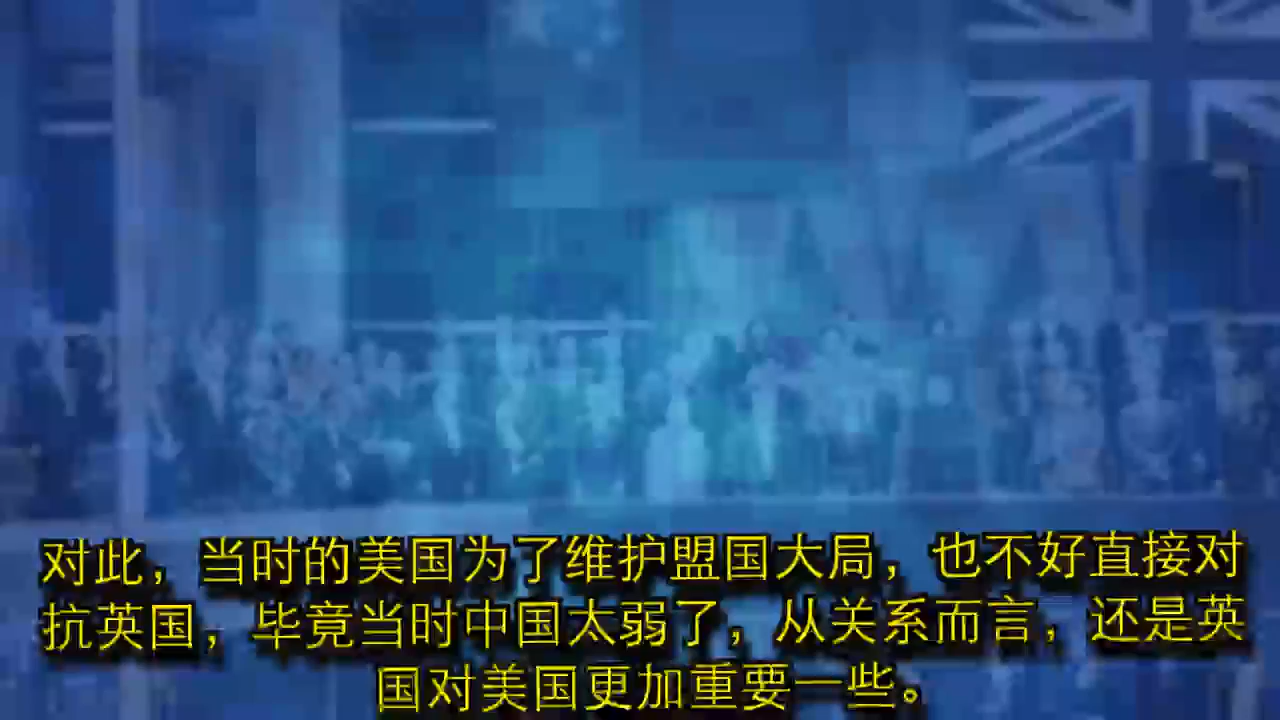 对此，当时的美国为了维护盟国大局，也不好直接对
抗英国，毕竟当时中国太弱了，从关系而言，还是英
国对美国更加重要一些。